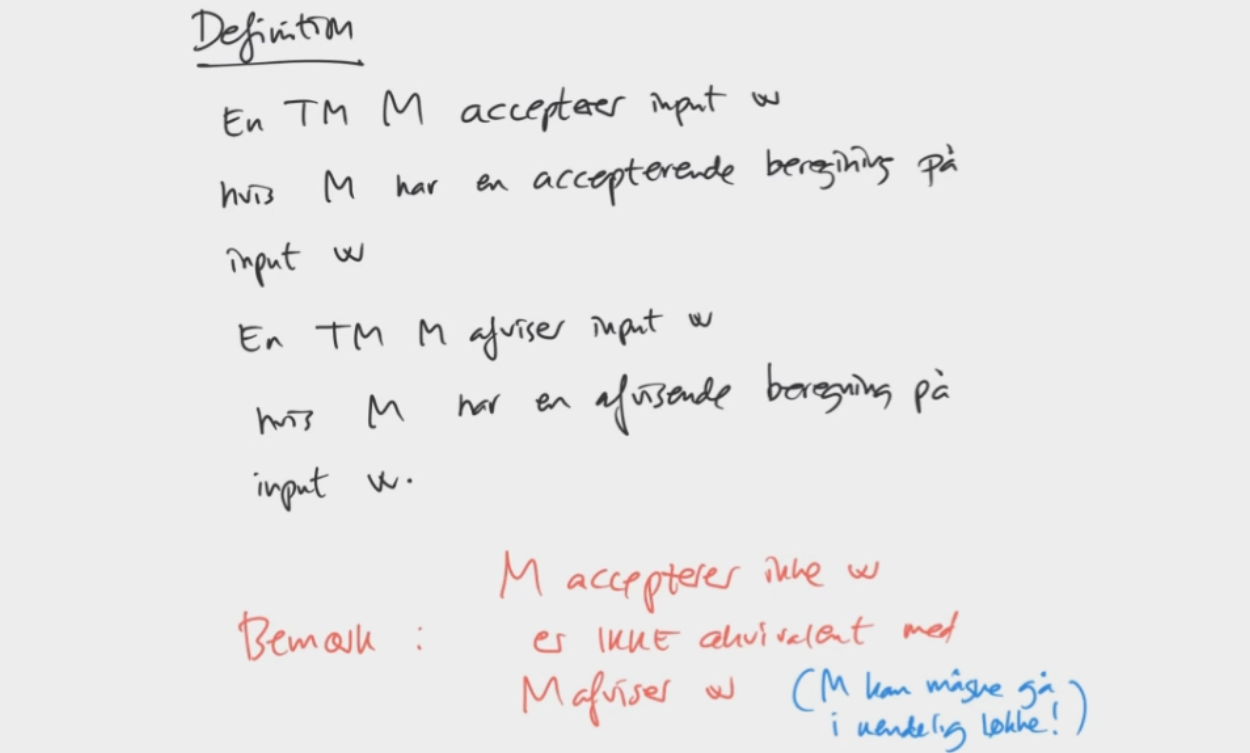 Definition
En TM M accepterer input w
hvis M har en accepterende beregning på
input w
En TM M afviser input w
hvis M har en afvisende beregning på
input w.
M accepterer ikke w
Bemærk : er IKKE ækvivalent med
M afviser w (M kan måske gå
i uendelig løkke!)